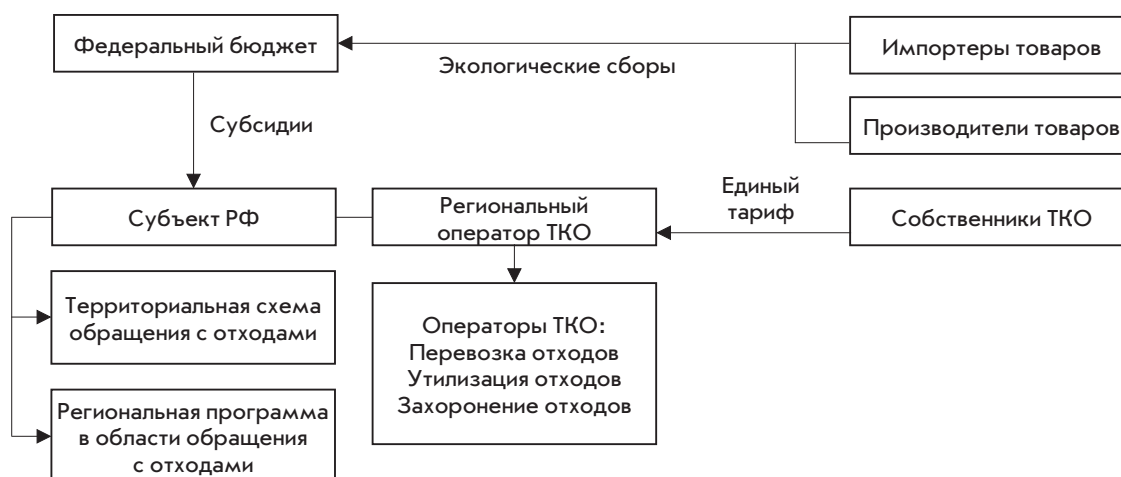 Федеральный бюджет
Импортеры товаров
Экологические сборы
Производители товаров
Субсидии
Единый
тариф
Субъект РФ
Региональный
оператор ТКО
Собственники ТКО
Территориальная схема
обращения с отходами
Операторы ТКО:
Перевозка отходов
Утилизация отходов
Захоронение отходов
Региональная программа
в области обращения
с отходами